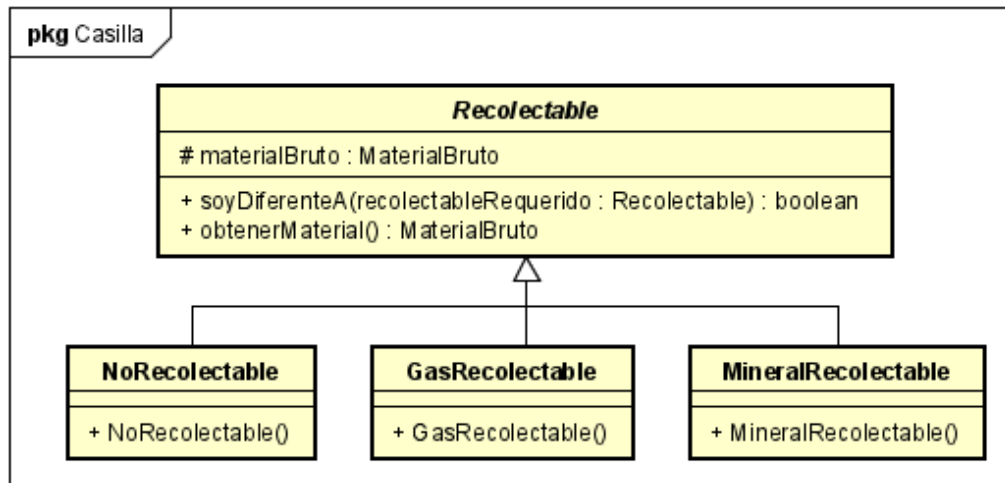 pkg Casilla
Recolectable
# materialBruto : MaterialBruto
+ soyDiferenteA(recolectableRequerido : Recolectable) : boolean
+ obtenerMaterial() : MaterialBruto
NoRecolectable
+ NoRecolectable()
GasRecolectable
+ GasRecolectable()
MineralRecolectable
+ MineralRecolectable()